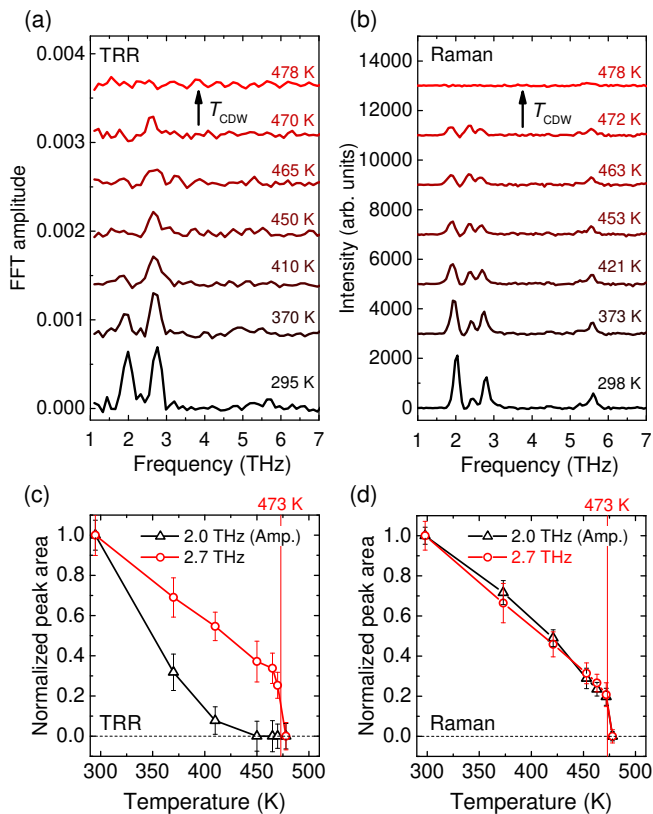 (a)
TRR
0.004
0.003
0.002
0.001
0.000
FFT amplitude
478 K
T_CDW
470 K
465 K
450 K
410 K
370 K
295 K
1 2 3 4 5 6 7
Frequency (THz)
(b)
Raman
14000
12000
10000
8000
6000
4000
2000
0
Intensity (arb. units)
478 K
T_CDW
472 K
463 K
453 K
421 K
373 K
298 K
1 2 3 4 5 6 7
Frequency (THz)
(c)
473 K
2.0 THz (Amp.)
2.7 THz
1.0
0.8
0.6
0.4
0.2
0.0
Normalized peak area
TRR
300 350 400 450 500
Temperature (K)
(d)
473 K
2.0 THz (Amp.)
2.7 THz
1.0
0.8
0.6
0.4
0.2
0.0
Normalized peak area
Raman
300 350 400 450 500
Temperature (K)